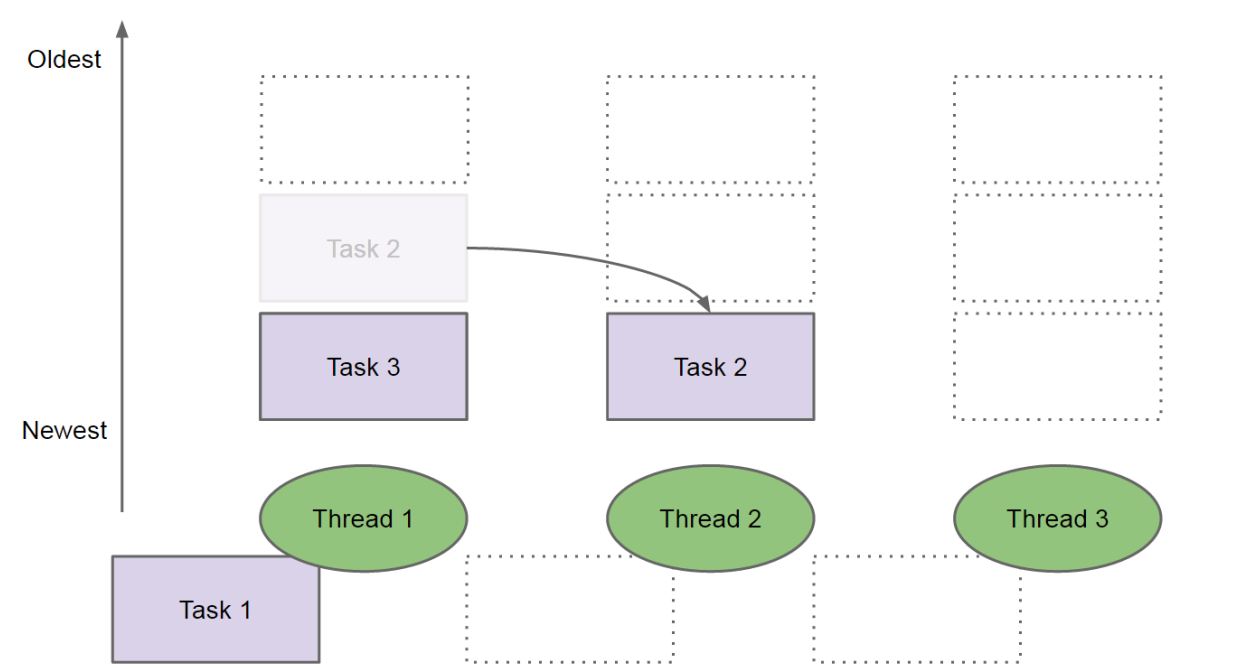 Oldest
Task 2
Task 3
Task 2
Newest
Thread 1
Thread 2
Thread 3
Task 1